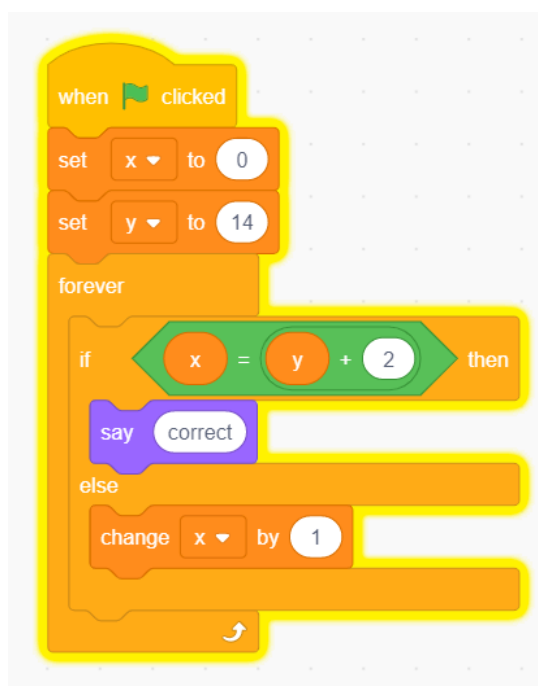 when clicked
set x to 0
set y to 14
forever
if x = y + 2 then
say correct
else
change x by 1